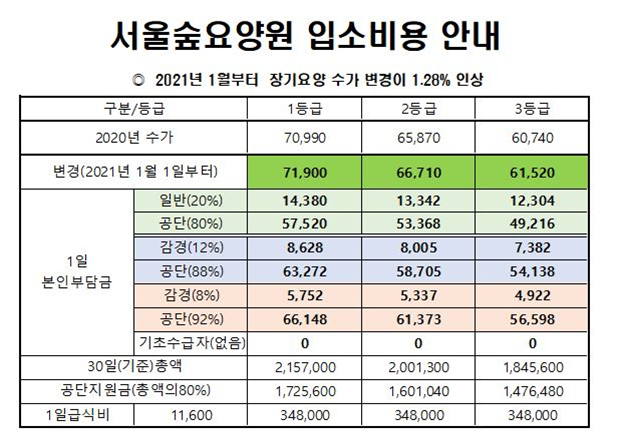 서울숲요양원 입소비용 안내
◎ 2021년 1월부터 장기요양 수가 변경이 1.28% 인상
구분/등급 1등급 2등급 3등급
2020년 수가 70,990 65,870 60,740
변경(2021년 1월 1일부터) 71,900 66,710 61,520
1일 본인부담금
일반(20%) 14,380 13,342 12,304
공단(80%) 57,520 53,368 49,216
감경(12%) 8,628 8,005 7,382
공단(88%) 63,272 58,705 54,138
감경(8%) 5,752 5,337 4,922
공단(92%) 66,148 61,373 56,598
기초수급자(없음) 0 0 0
30일(기준)총액 2,157,000 2,001,300 1,845,600
공단지원금(총액의80%) 1,725,600 1,601,040 1,476,480
1일급식비 11,600 348,000 348,000 348,000